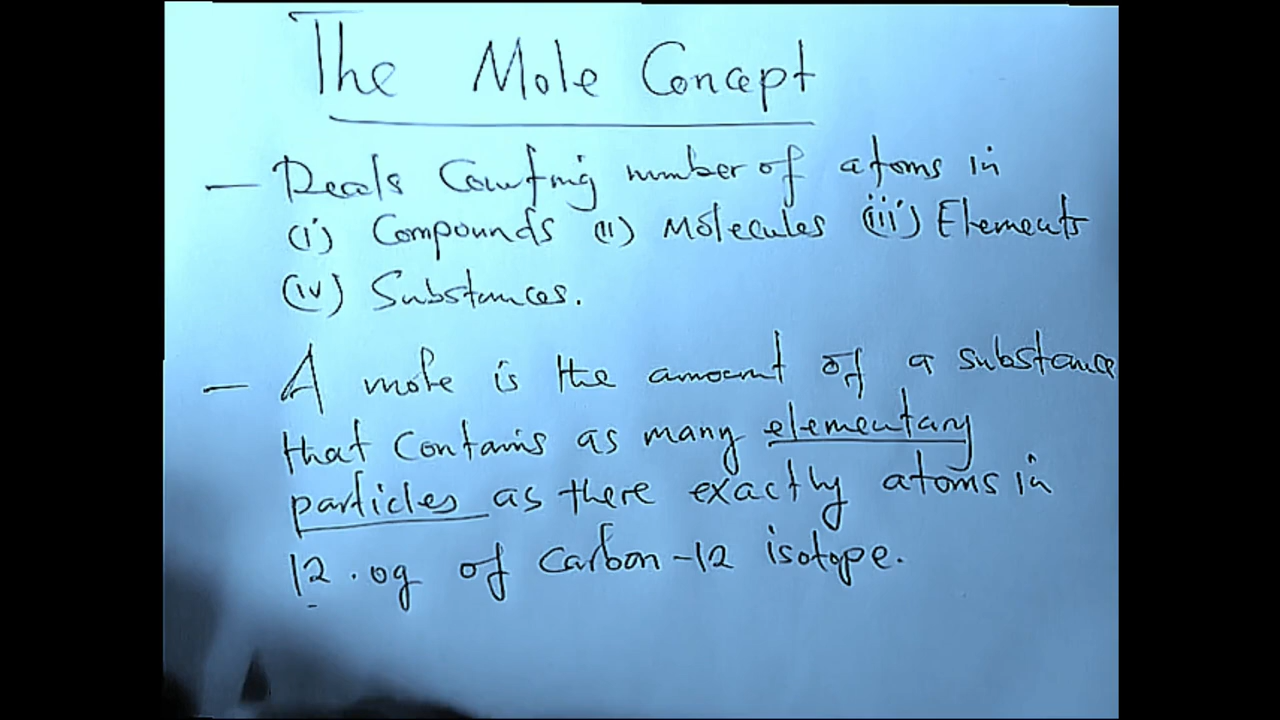 The Mole Concept
— Deals Counting number of atoms in
(i) Compounds (ii) Molecules (iii) Elements
(iv) Substances.
— A mole is the amount of a substance
that contains as many elementary
particles as there exactly atoms in
12.0g of carbon-12 isotope.